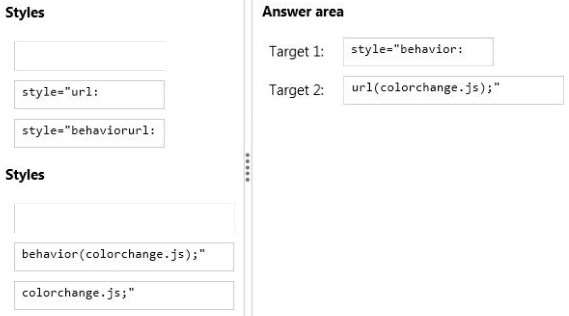 Styles
style="url:
style="behaviorurl:
Styles
behavior(colorchange.js);"
colorchange.js;"
Answer area
Target 1: style="behavior:
Target 2: url(colorchange.js);"